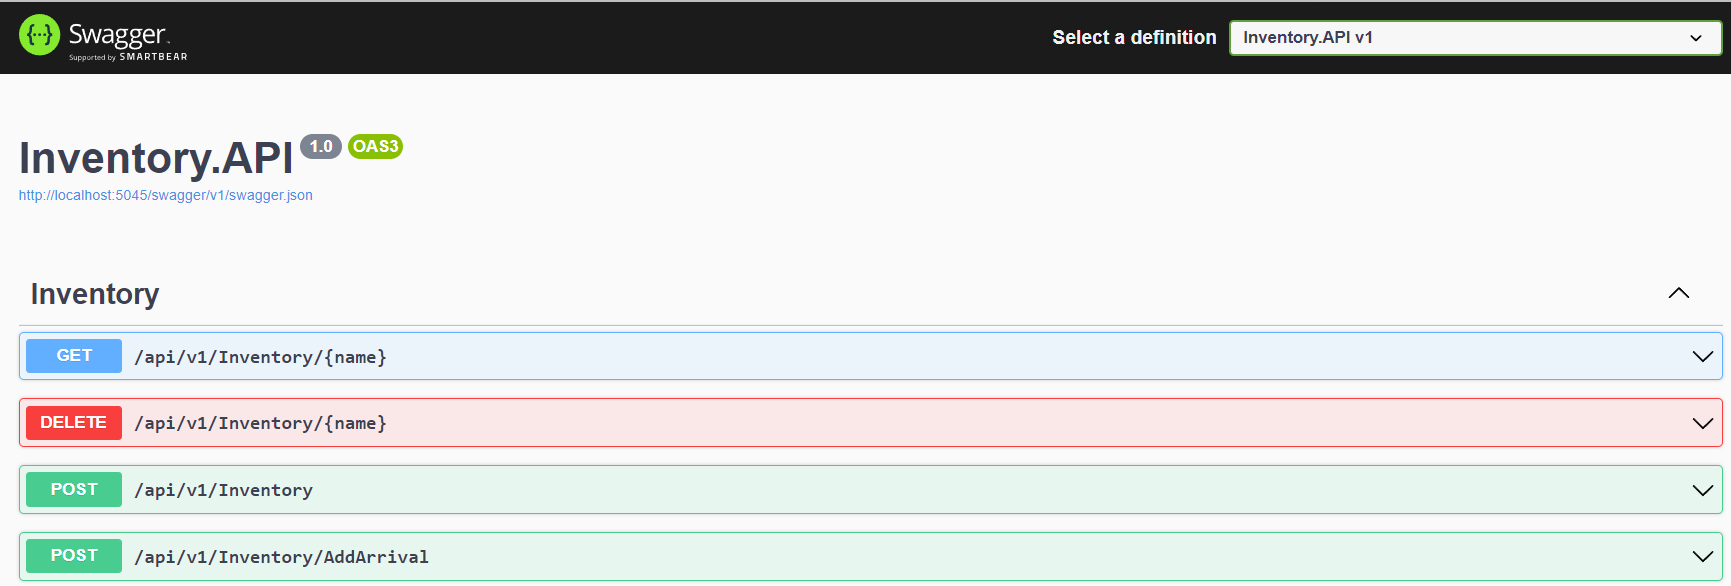 {···} Swagger™
Supported by SMARTBEAR
Select a definition
Inventory.API v1
Inventory.API 1.0 OAS3
http://localhost:5045/swagger/v1/swagger.json
Inventory
GET /api/v1/Inventory/{name}
DELETE /api/v1/Inventory/{name}
POST /api/v1/Inventory
POST /api/v1/Inventory/AddArrival